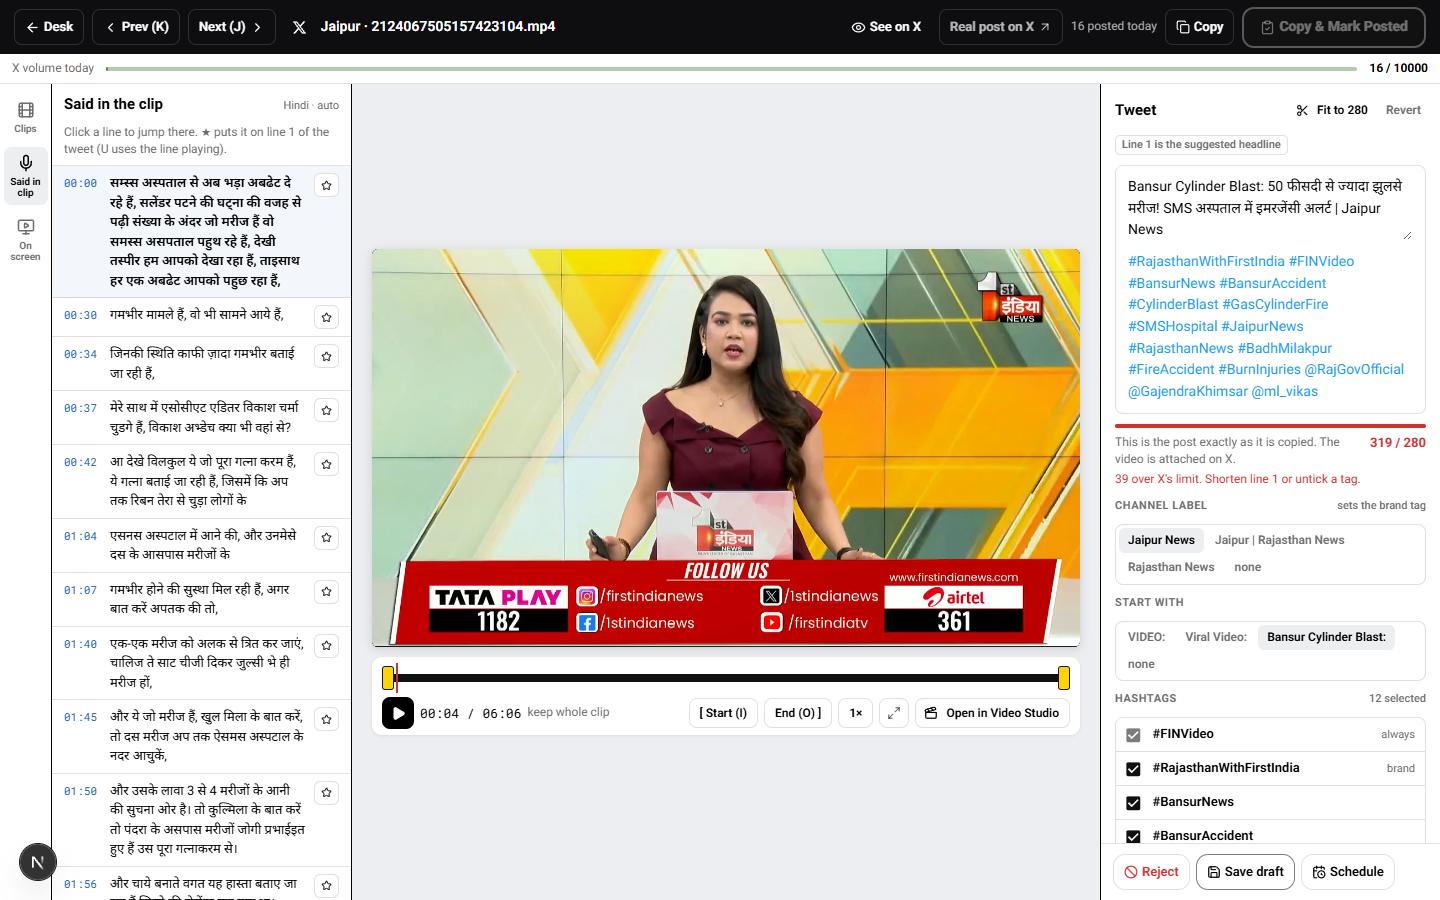 Desk
Prev (K)
Next (J)
Jaipur · 2124067505157423104.mp4
See on X
Real post on X
16 posted today
Copy
Copy & Mark Posted
X volume today
16 / 10000
Clips
Said in clip
On screen
Said in the clip
Hindi · auto
Click a line to jump there. ★ puts it on line 1 of the
tweet (U uses the line playing).
00:00
सम्स्स अस्पताल से अब भड़ा अबढेट दे
रहे हैं, सलेंडर पटने की घट्ना की वजह से
पढ़ी संख्या के अंदर जो मरीज हैं वो
समस्स असपताल पहुथ रहे हैं, देखी
तस्पीर हम आपको देखा रहा हैं, ताइसाथ
हर एक अबढेट आपको पहुछ रहा हैं,
00:30
गमभीर मामले हैं, वो भी सामने आये हैं,
00:34
जिनकी स्थिति काफी ज़ादा गमभीर बताई
जा रही हैं,
00:37
मेरे साथ में एसोसीएट एडितर विकाश चर्मा
चुडगे हैं, विकाश अभ्डेच क्या भी वहां से?
00:42
आ देखे विलकुल ये जो पूरा गत्ना करम हैं,
ये गत्ना बताई जा रही हैं, जिसमें कि अप
तक रिबन तेरा से चुड़ा लोगों के
01:04
एसनस अस्पटाल में आने की, और उनमेसे
दस के आसपास मरीजों के
01:07
गमभीर होने की सुस्था मिल रही हैं, अगर
बात करें अपतक की तो,
01:40
एक-एक मरीज को अलक से त्रित कर जाएं,
चालिज ते साट चीजी दिकर जुल्सी भे ही
मरीज हों,
01:45
और ये जो मरीज हैं, खुल मिला के बात करें,
तो दस मरीज अप तक ऐसमस अस्पटाल के
नदर आचुकें,
01:50
और उसके लावा 3 से 4 मरीजों के आनी
की सुचना ओर है। तो कुल्मिला के बात करें
तो पंदरा के असपास मरीजों जोगी प्रभाईइत
हुए हैं उस पूरा गत्नाकरम से।
01:56
और चाये बनाते वगत यह हास्ता बताए जा
1st
इंडिया
NEWS
1st
इंडिया
NEWS
FOLLOW US
www.firstindianews.com
TATA PLAY
1182
/firstindianews
/1stindianews
/1stindianews
/firstindiatv
airtel
361
00:04 / 06:06
keep whole clip
[ Start (I)
End (O) ]
1×
Open in Video Studio
Tweet
Fit to 280
Revert
Line 1 is the suggested headline
Bansur Cylinder Blast: 50 फीसदी से ज्यादा झुलसे
मरीज! SMS अस्पताल में इमरजेंसी अलर्ट | Jaipur
News
#RajasthanWithFirstIndia #FINVideo
#BansurNews #BansurAccident
#CylinderBlast #GasCylinderFire
#SMSHospital #JaipurNews
#RajasthanNews #BadhMilakpur
#FireAccident #BurnInjuries @RajGovOfficial
@GajendraKhimsar @ml_vikas
This is the post exactly as it is copied. The
video is attached on X.
319 / 280
39 over X's limit. Shorten line 1 or untick a tag.
CHANNEL LABEL
sets the brand tag
Jaipur News
Jaipur | Rajasthan News
Rajasthan News
none
START WITH
VIDEO:
Viral Video:
Bansur Cylinder Blast:
none
HASHTAGS
12 selected
#FINVideo
always
#RajasthanWithFirstIndia
brand
#BansurNews
#BansurAccident
Reject
Save draft
Schedule